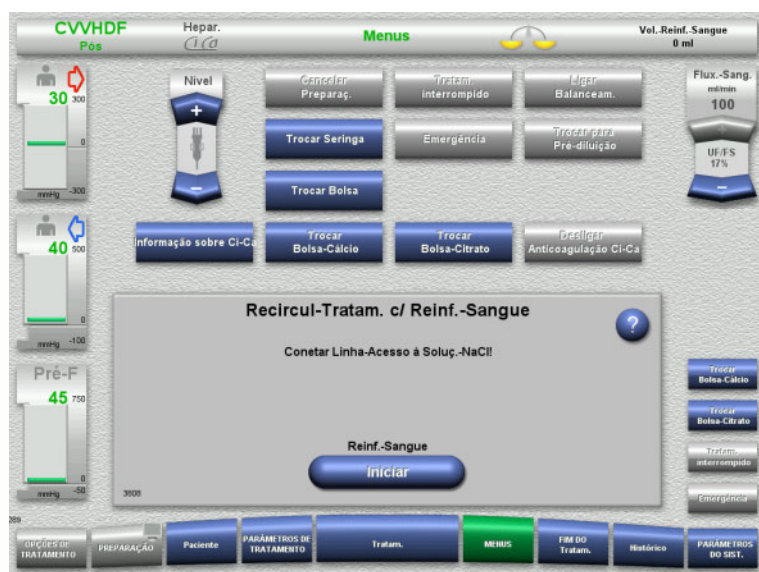 CVVHDF
Pós
Hepar.
Ci Ca
Menus
Vol.-Reinf.-Sangue
0 ml
30
300
0
mmHg
-300
Nivel
+
−
Cancelar
Preparaç.
Tratam.
interrompido
Ligar
Balanceam.
Trocar Seringa
Emergência
Trocar para
Pré-diluição
Trocar Bolsa
Flux.-Sang.
ml/min
100
+
UF/FS
17%
−
40
500
0
mmHg
-100
Informação sobre Ci-Ca
Trocar
Bolsa-Cálcio
Trocar
Bolsa-Citrato
Desligar
Anticoagulação Ci-Ca
Recircul-Tratam. c/ Reinf.-Sangue
?
Conetar Linha-Acesso á Soluç.-NaCl!
Reinf.-Sangue
Iníciar
3608
Pré-F
45
750
0
mmHg
-50
Trocar
Bolsa-Cálcio
Trocar
Bolsa-Citrato
Tratam.
interrompido
Emergência
OPÇÕES DE
TRATAMENTO
PREPARAÇÃO
Paciente
PARÂMETROS DE
TRATAMENTO
Tratam.
MENUS
FIM DO
Tratam.
Histórico
PARÂMETROS
DO SIST.